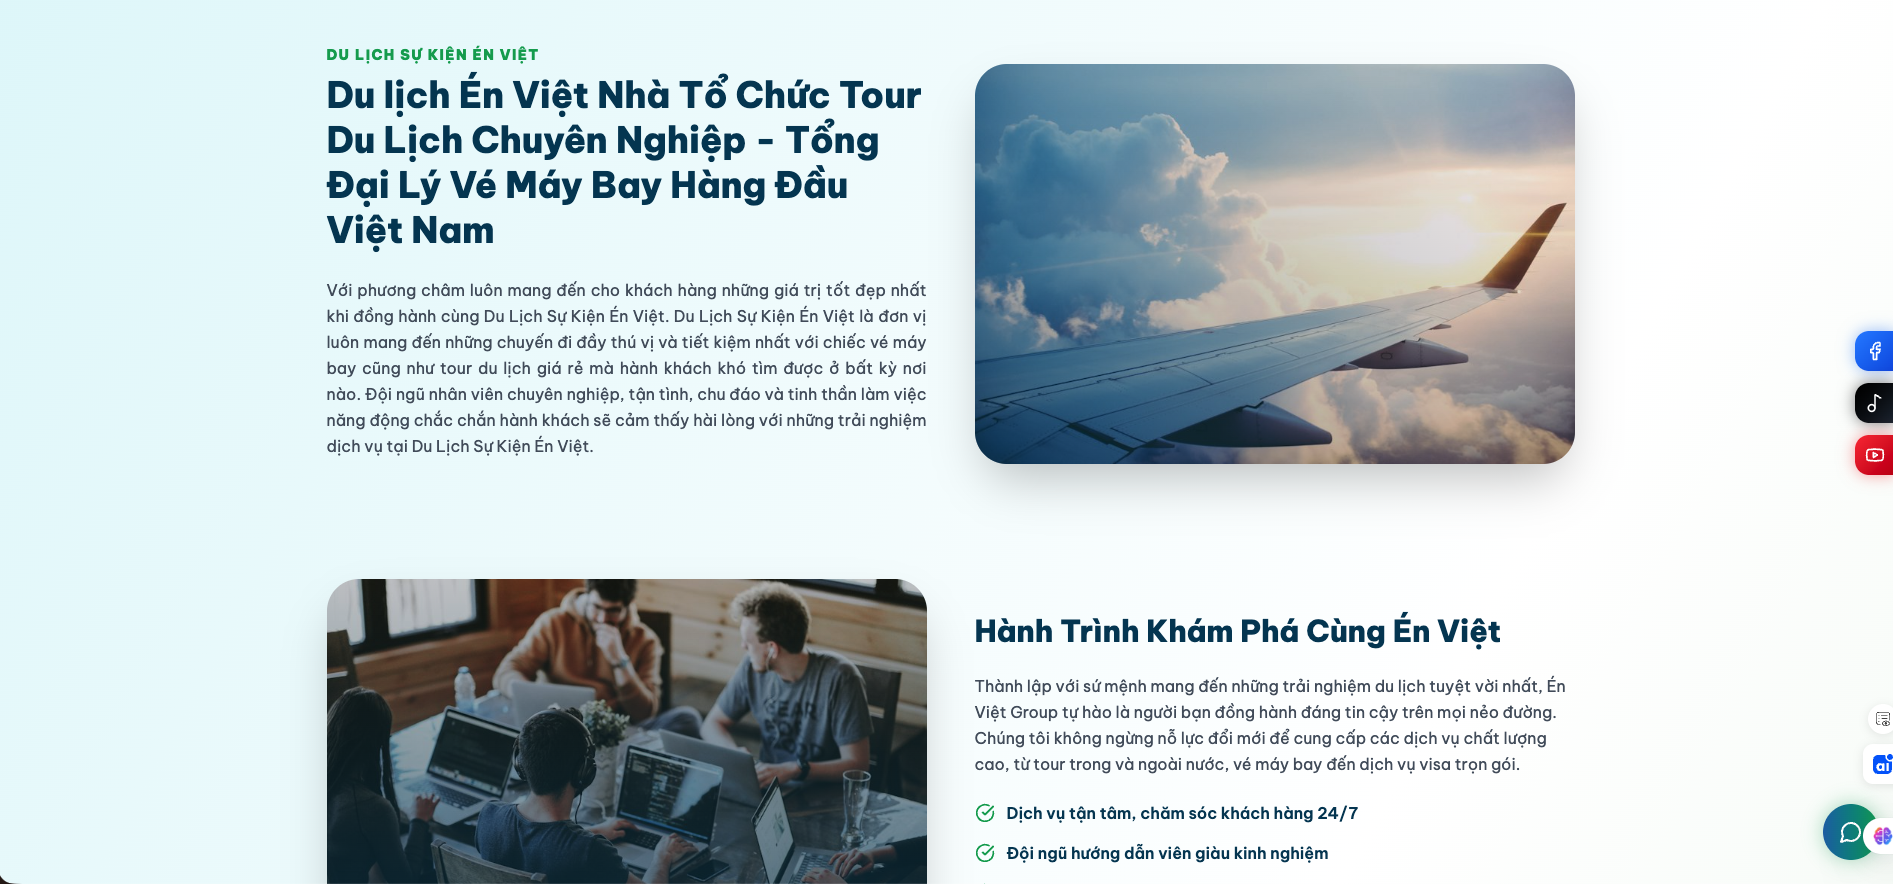 DU LỊCH SỰ KIỆN ÉN VIỆT
Du lịch Én Việt Nhà Tổ Chức Tour
Du Lịch Chuyên Nghiệp - Tổng
Đại Lý Vé Máy Bay Hàng Đầu
Việt Nam
Với phương châm luôn mang đến cho khách hàng những giá trị tốt đẹp nhất
khi đồng hành cùng Du Lịch Sự Kiện Én Việt. Du Lịch Sự Kiện Én Việt là đơn vị
luôn mang đến những chuyến đi đầy thú vị và tiết kiệm nhất với chiếc vé máy
bay cũng như tour du lịch giá rẻ mà hành khách khó tìm được ở bất kỳ nơi
nào. Đội ngũ nhân viên chuyên nghiệp, tận tình, chu đáo và tinh thần làm việc
năng động chắc chắn hành khách sẽ cảm thấy hài lòng với những trải nghiệm
dịch vụ tại Du Lịch Sự Kiện Én Việt.
Hành Trình Khám Phá Cùng Én Việt
Thành lập với sứ mệnh mang đến những trải nghiệm du lịch tuyệt vời nhất, Én
Việt Group tự hào là người bạn đồng hành đáng tin cậy trên mọi nẻo đường.
Chúng tôi không ngừng nỗ lực đổi mới để cung cấp các dịch vụ chất lượng
cao, từ tour trong và ngoài nước, vé máy bay đến dịch vụ visa trọn gói.
Dịch vụ tận tâm, chăm sóc khách hàng 24/7
Đội ngũ hướng dẫn viên giàu kinh nghiệm
ai